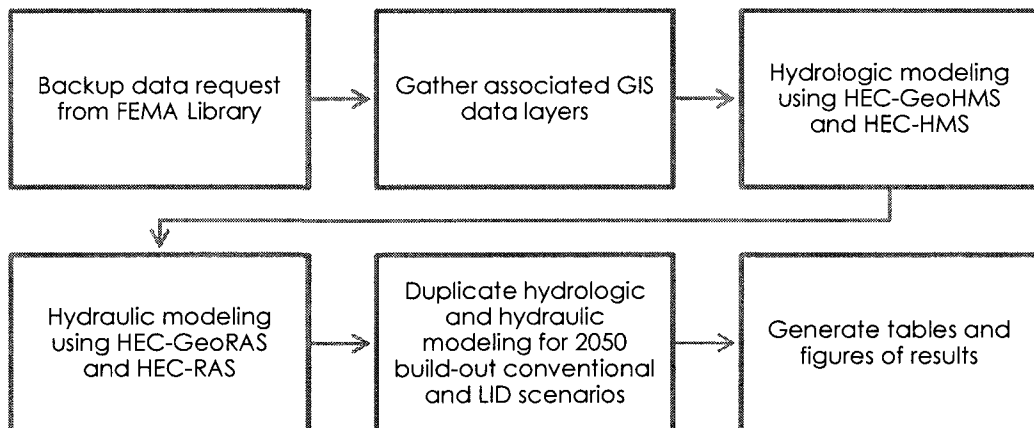 Backup data request
from FEMA Library
Gather associated GIS
data layers
Hydrologic modeling
using HEC-GeoHMS
and HEC-HMS
Hydraulic modeling
using HEC-GeoRAS
and HEC-RAS
Duplicate hydrologic
and hydraulic
modeling for 2050
build-out conventional
and LID scenarios
Generate tables and
figures of results